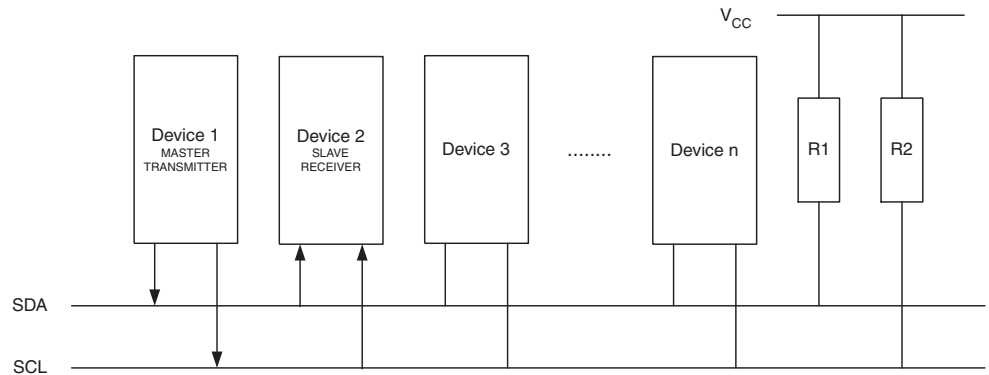 VCC
Device 1
MASTER
TRANSMITTER
Device 2
SLAVE
RECEIVER
Device 3
........
Device n
R1
R2
SDA
SCL